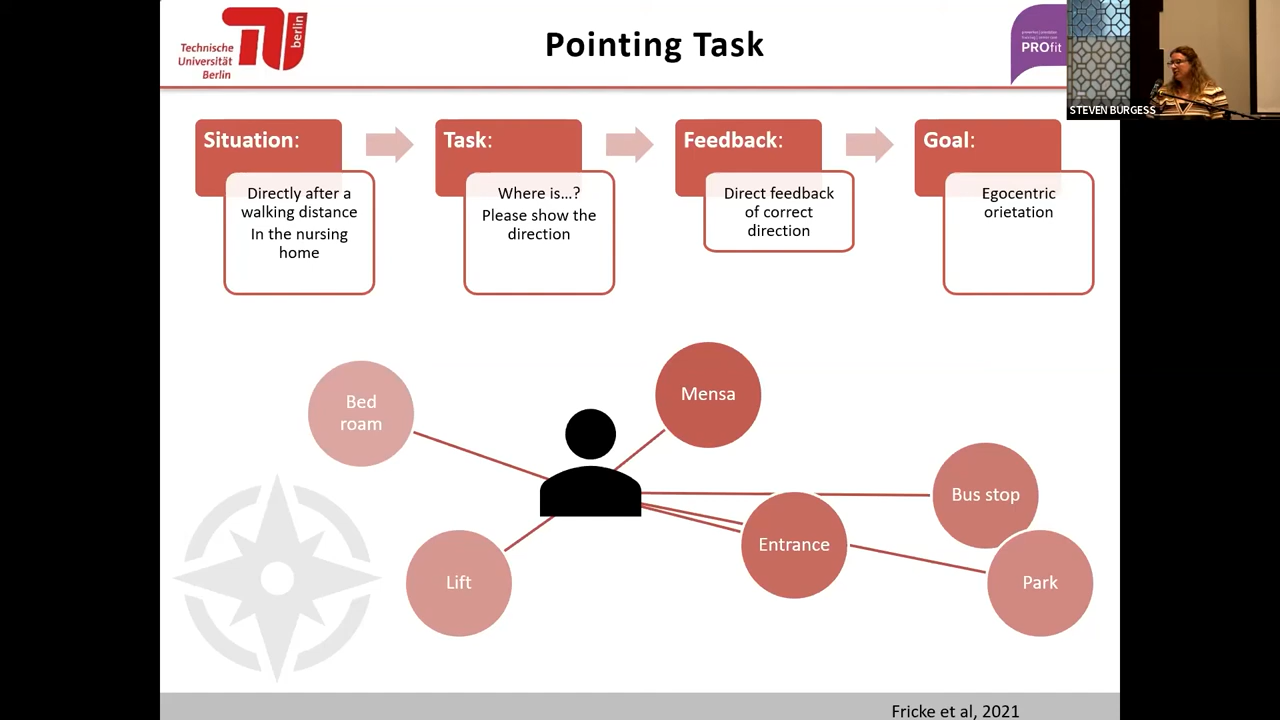 Technische
Universität
Berlin
berlin
Pointing Task
PROfit
STEVEN BURGESS
Situation:
Directly after a
walking distance
In the nursing
home
Task:
Where is...?
Please show the
direction
Feedback:
Direct feedback
of correct
direction
Goal:
Egocentric
orietation
Bed
roam
Mensa
Bus stop
Entrance
Lift
Park
Fricke et al, 2021